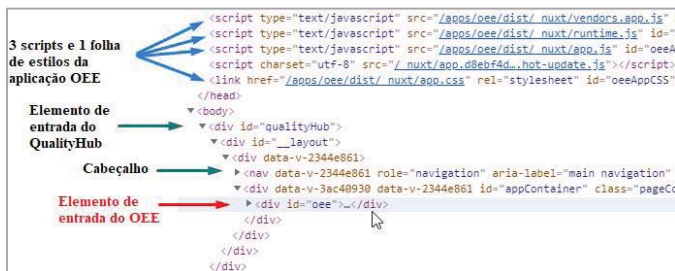 3 scripts e 1 folha
de estilos da
aplicação OEE
Elemento de
entrada do
QualityHub
Cabeçalho
Elemento de
entrada do OEE
<script type="text/javascript" src="/apps/oee/dist/_nuxt/vendors.app.js"
<script type="text/javascript" src="/apps/oee/dist/_nuxt/runtime.js" id
<script type="text/javascript" src="/apps/oee/dist/_nuxt/app.js" id="oeeA
<script charset="utf-8" src="/_nuxt/app.d8ebf4d….hot-update.js"></script>
<link href="/apps/oee/dist/_nuxt/app.css" rel="stylesheet" id="oeeAppCSS"
</head>
▼<body>
▼<div id="qualityHub">
▼<div id="__layout">
▼<div data-v-2344e861>
▶<nav data-v-2344e861 role="navigation" aria-label="main navigation"
▼<div data-v-3ac40930 data-v-2344e861 id="appContainer" class="pageCo
▶<div id="oee">…</div>
</div>
</div>
</div>
</div>